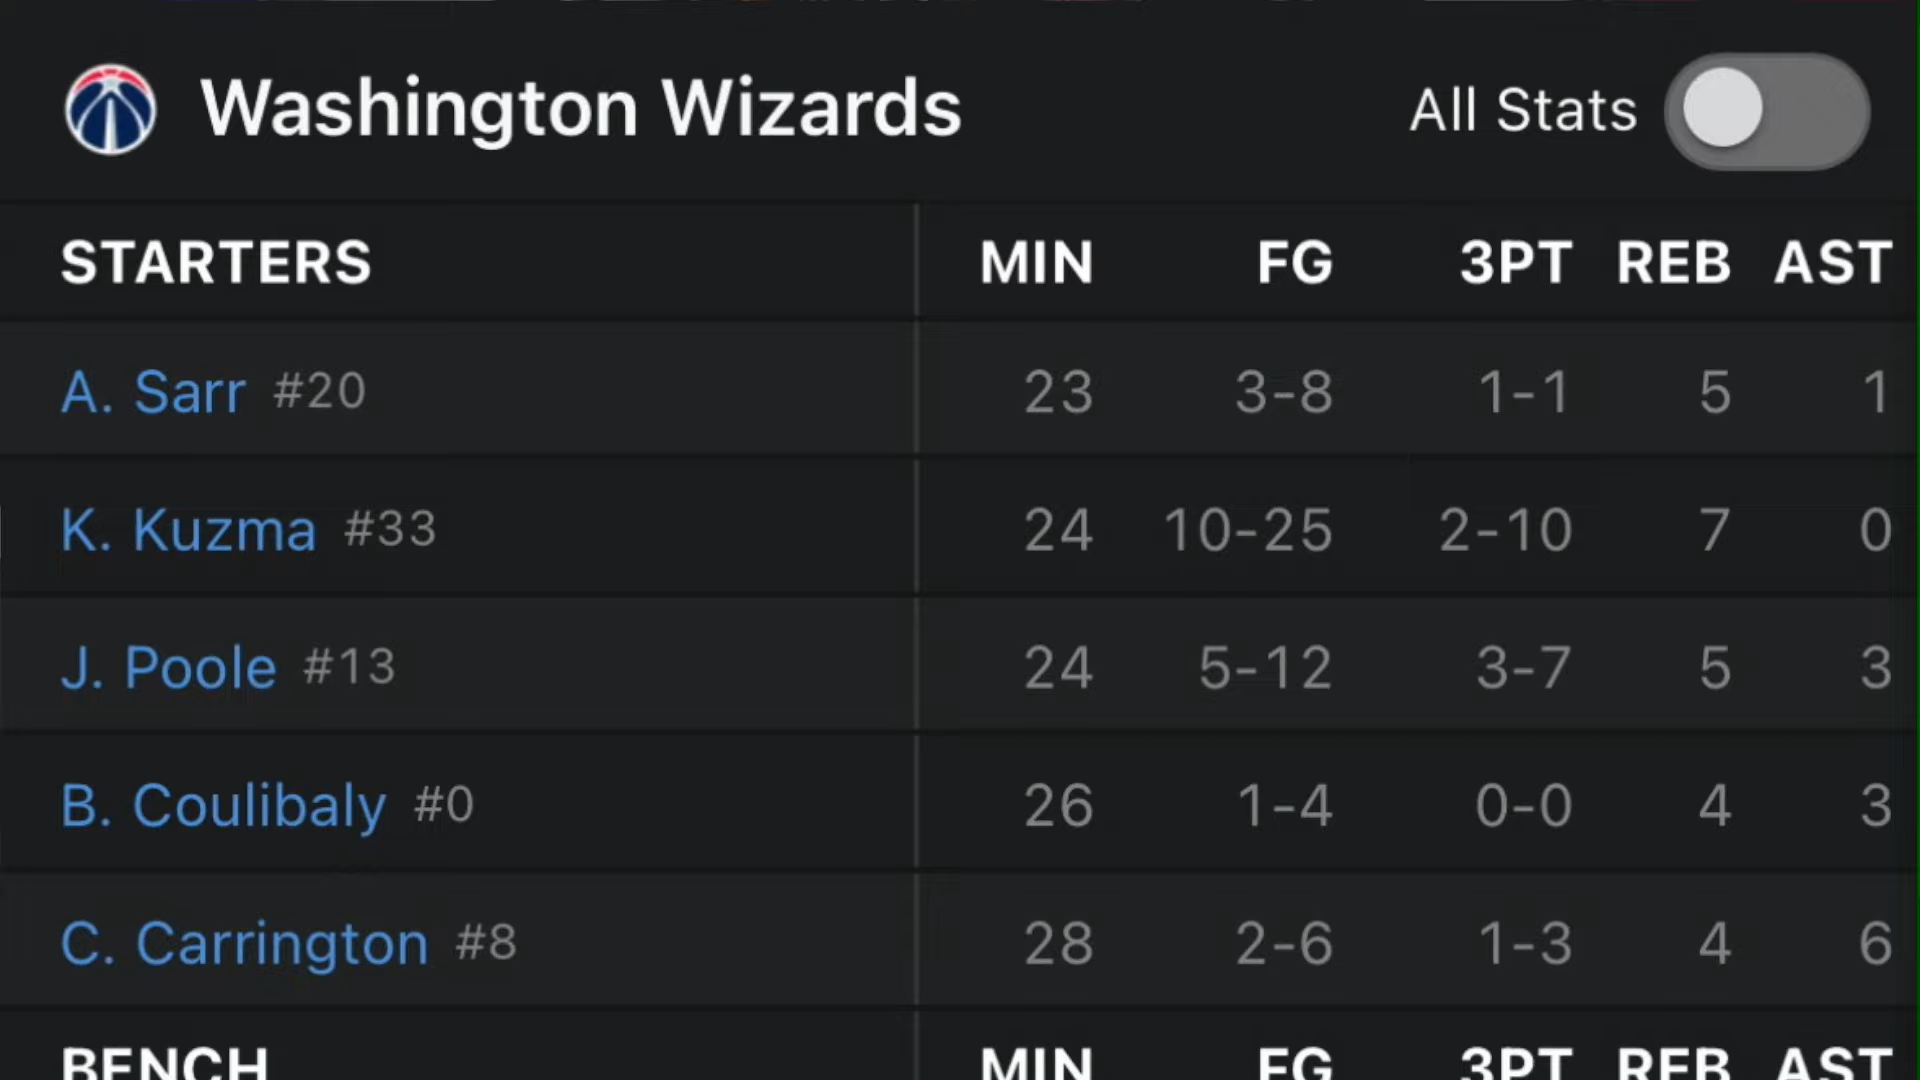 Washington Wizards All Stats
STARTERS MIN FG 3PT REB AST
A. Sarr #20 23 3-8 1-1 5 1
K. Kuzma #33 24 10-25 2-10 7 0
J. Poole #13 24 5-12 3-7 5 3
B. Coulibaly #0 26 1-4 0-0 4 3
C. Carrington #8 28 2-6 1-3 4 6
BENCH MIN FG 3PT REB AST